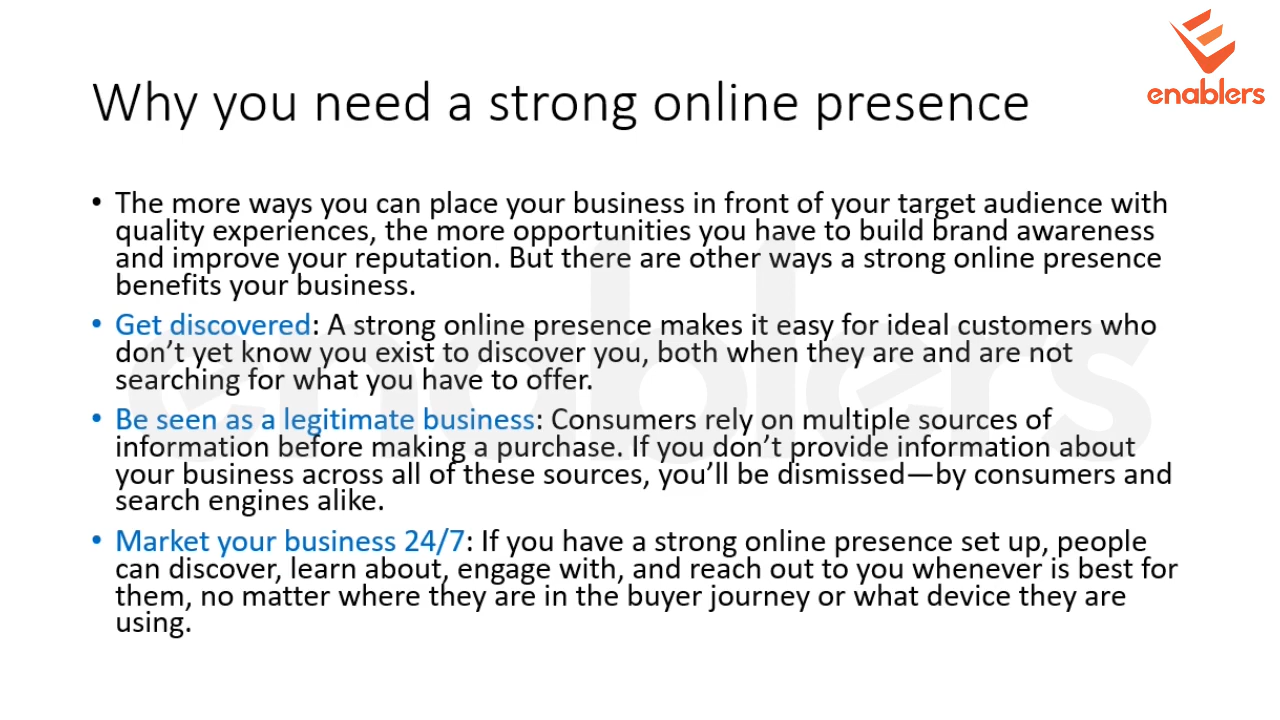 enablers
Why you need a strong online presence
• The more ways you can place your business in front of your target audience with
quality experiences, the more opportunities you have to build brand awareness
and improve your reputation. But there are other ways a strong online presence
benefits your business.
• Get discovered: A strong online presence makes it easy for ideal customers who
don’t yet know you exist to discover you, both when they are and are not
searching for what you have to offer.
• Be seen as a legitimate business: Consumers rely on multiple sources of
information before making a purchase. If you don’t provide information about
your business across all of these sources, you’ll be dismissed—by consumers and
search engines alike.
• Market your business 24/7: If you have a strong online presence set up, people
can discover, learn about, engage with, and reach out to you whenever is best for
them, no matter where they are in the buyer journey or what device they are
using.
enablers